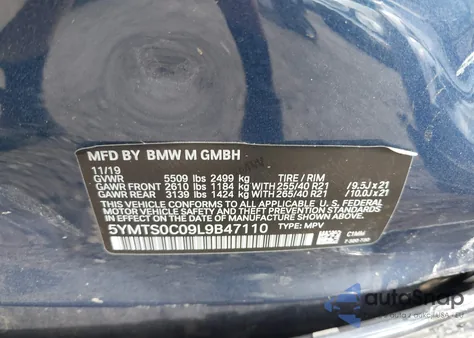 MFD BY BMW M GMBH
11/19
GVWR 5509 lbs 2499 kg TIRE / RIM
GAWR FRONT 2610 lbs 1184 kg WITH 255/40 R21 / 9.5J x 21
GAWR REAR 3139 lbs 1424 kg WITH 265/40 R21 / 10.0J x 21
THIS VEHICLE CONFORMS TO ALL APPLICABLE U. S. FEDERAL
MOTOR VEHICLE SAFETY, BUMPER, AND THEFT PREVENTION
STANDARDS IN EFFECT ON THE DATE OF MANUFACTURE SHOWN ABOVE.
5YMTS0C09L9B47110 TYPE: MPV
C1MM
autoSnap